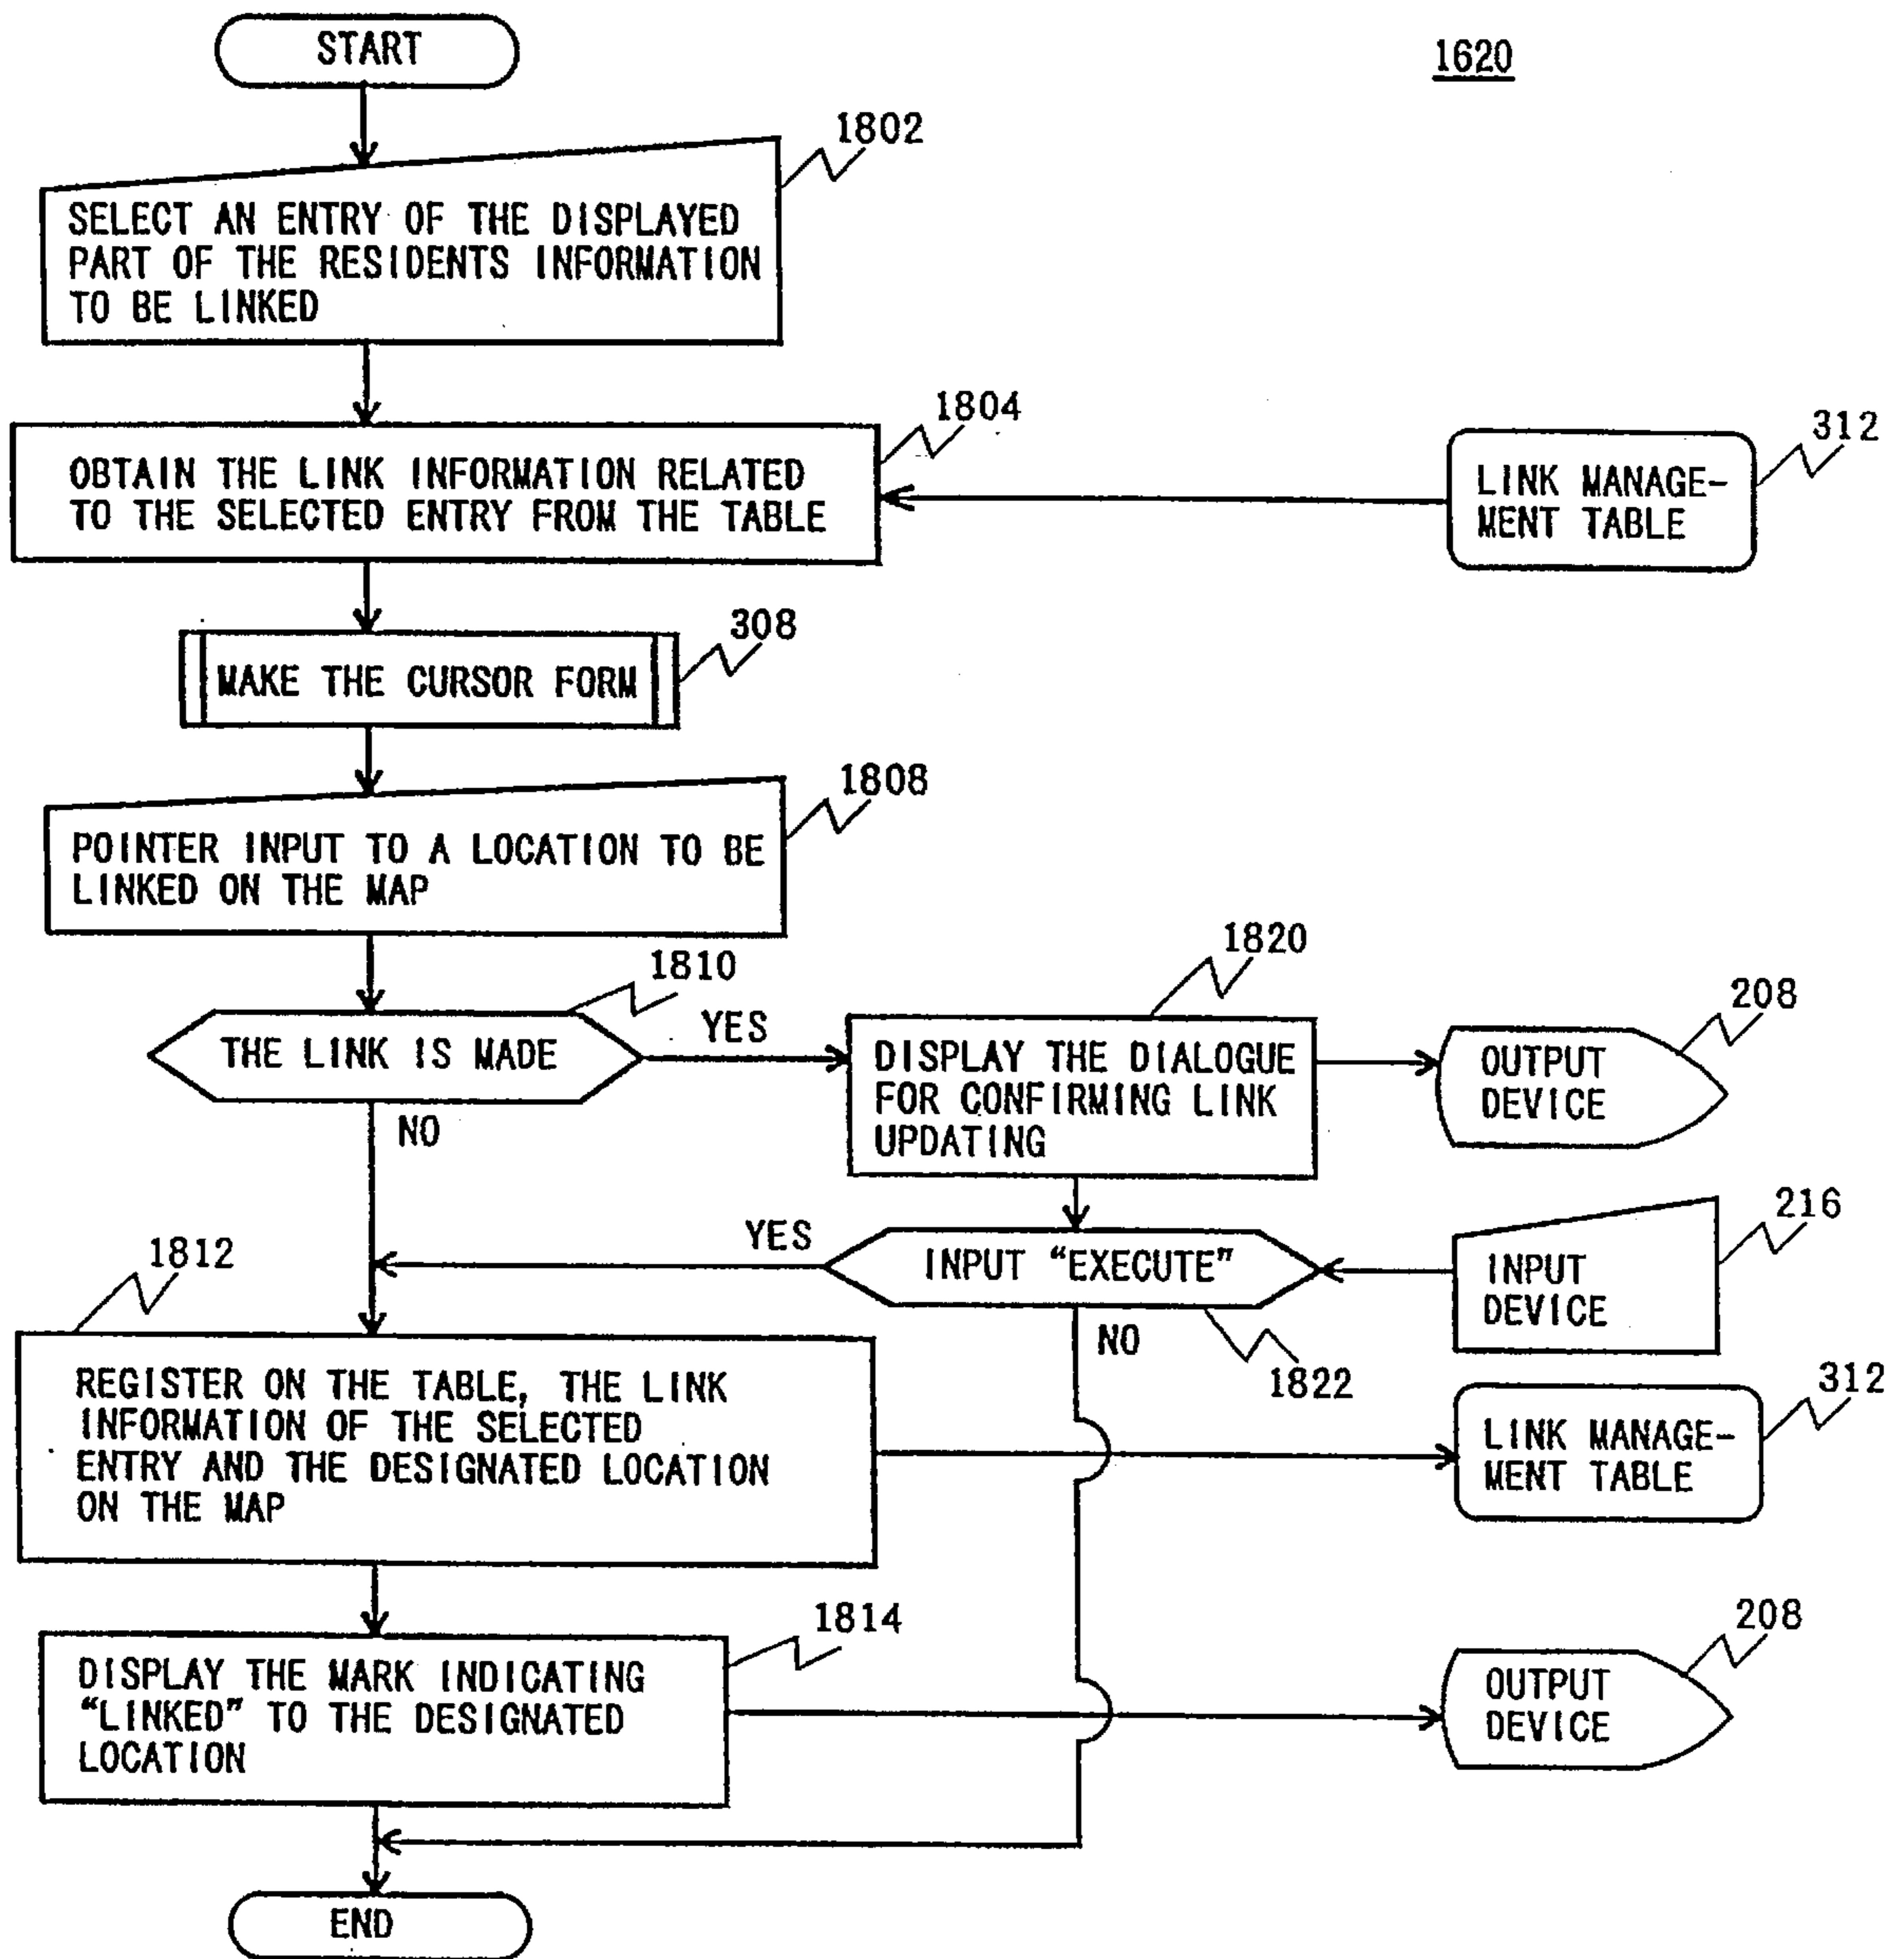 START
1620
1802
SELECT AN ENTRY OF THE DISPLAYED
PART OF THE RESIDENTS INFORMATION
TO BE LINKED
1804
OBTAIN THE LINK INFORMATION RELATED
TO THE SELECTED ENTRY FROM THE TABLE
312
LINK MANAGE-
MENT TABLE
308
MAKE THE CURSOR FORM
1808
POINTER INPUT TO A LOCATION TO BE
LINKED ON THE MAP
1810
THE LINK IS MADE
YES
NO
1820
DISPLAY THE DIALOGUE
FOR CONFIRMING LINK
UPDATING
208
OUTPUT
DEVICE
YES
INPUT “EXECUTE”
NO
1822
216
INPUT
DEVICE
1812
REGISTER ON THE TABLE, THE LINK
INFORMATION OF THE SELECTED
ENTRY AND THE DESIGNATED LOCATION
ON THE MAP
312
LINK MANAGE-
MENT TABLE
1814
DISPLAY THE MARK INDICATING
“LINKED” TO THE DESIGNATED
LOCATION
208
OUTPUT
DEVICE
END